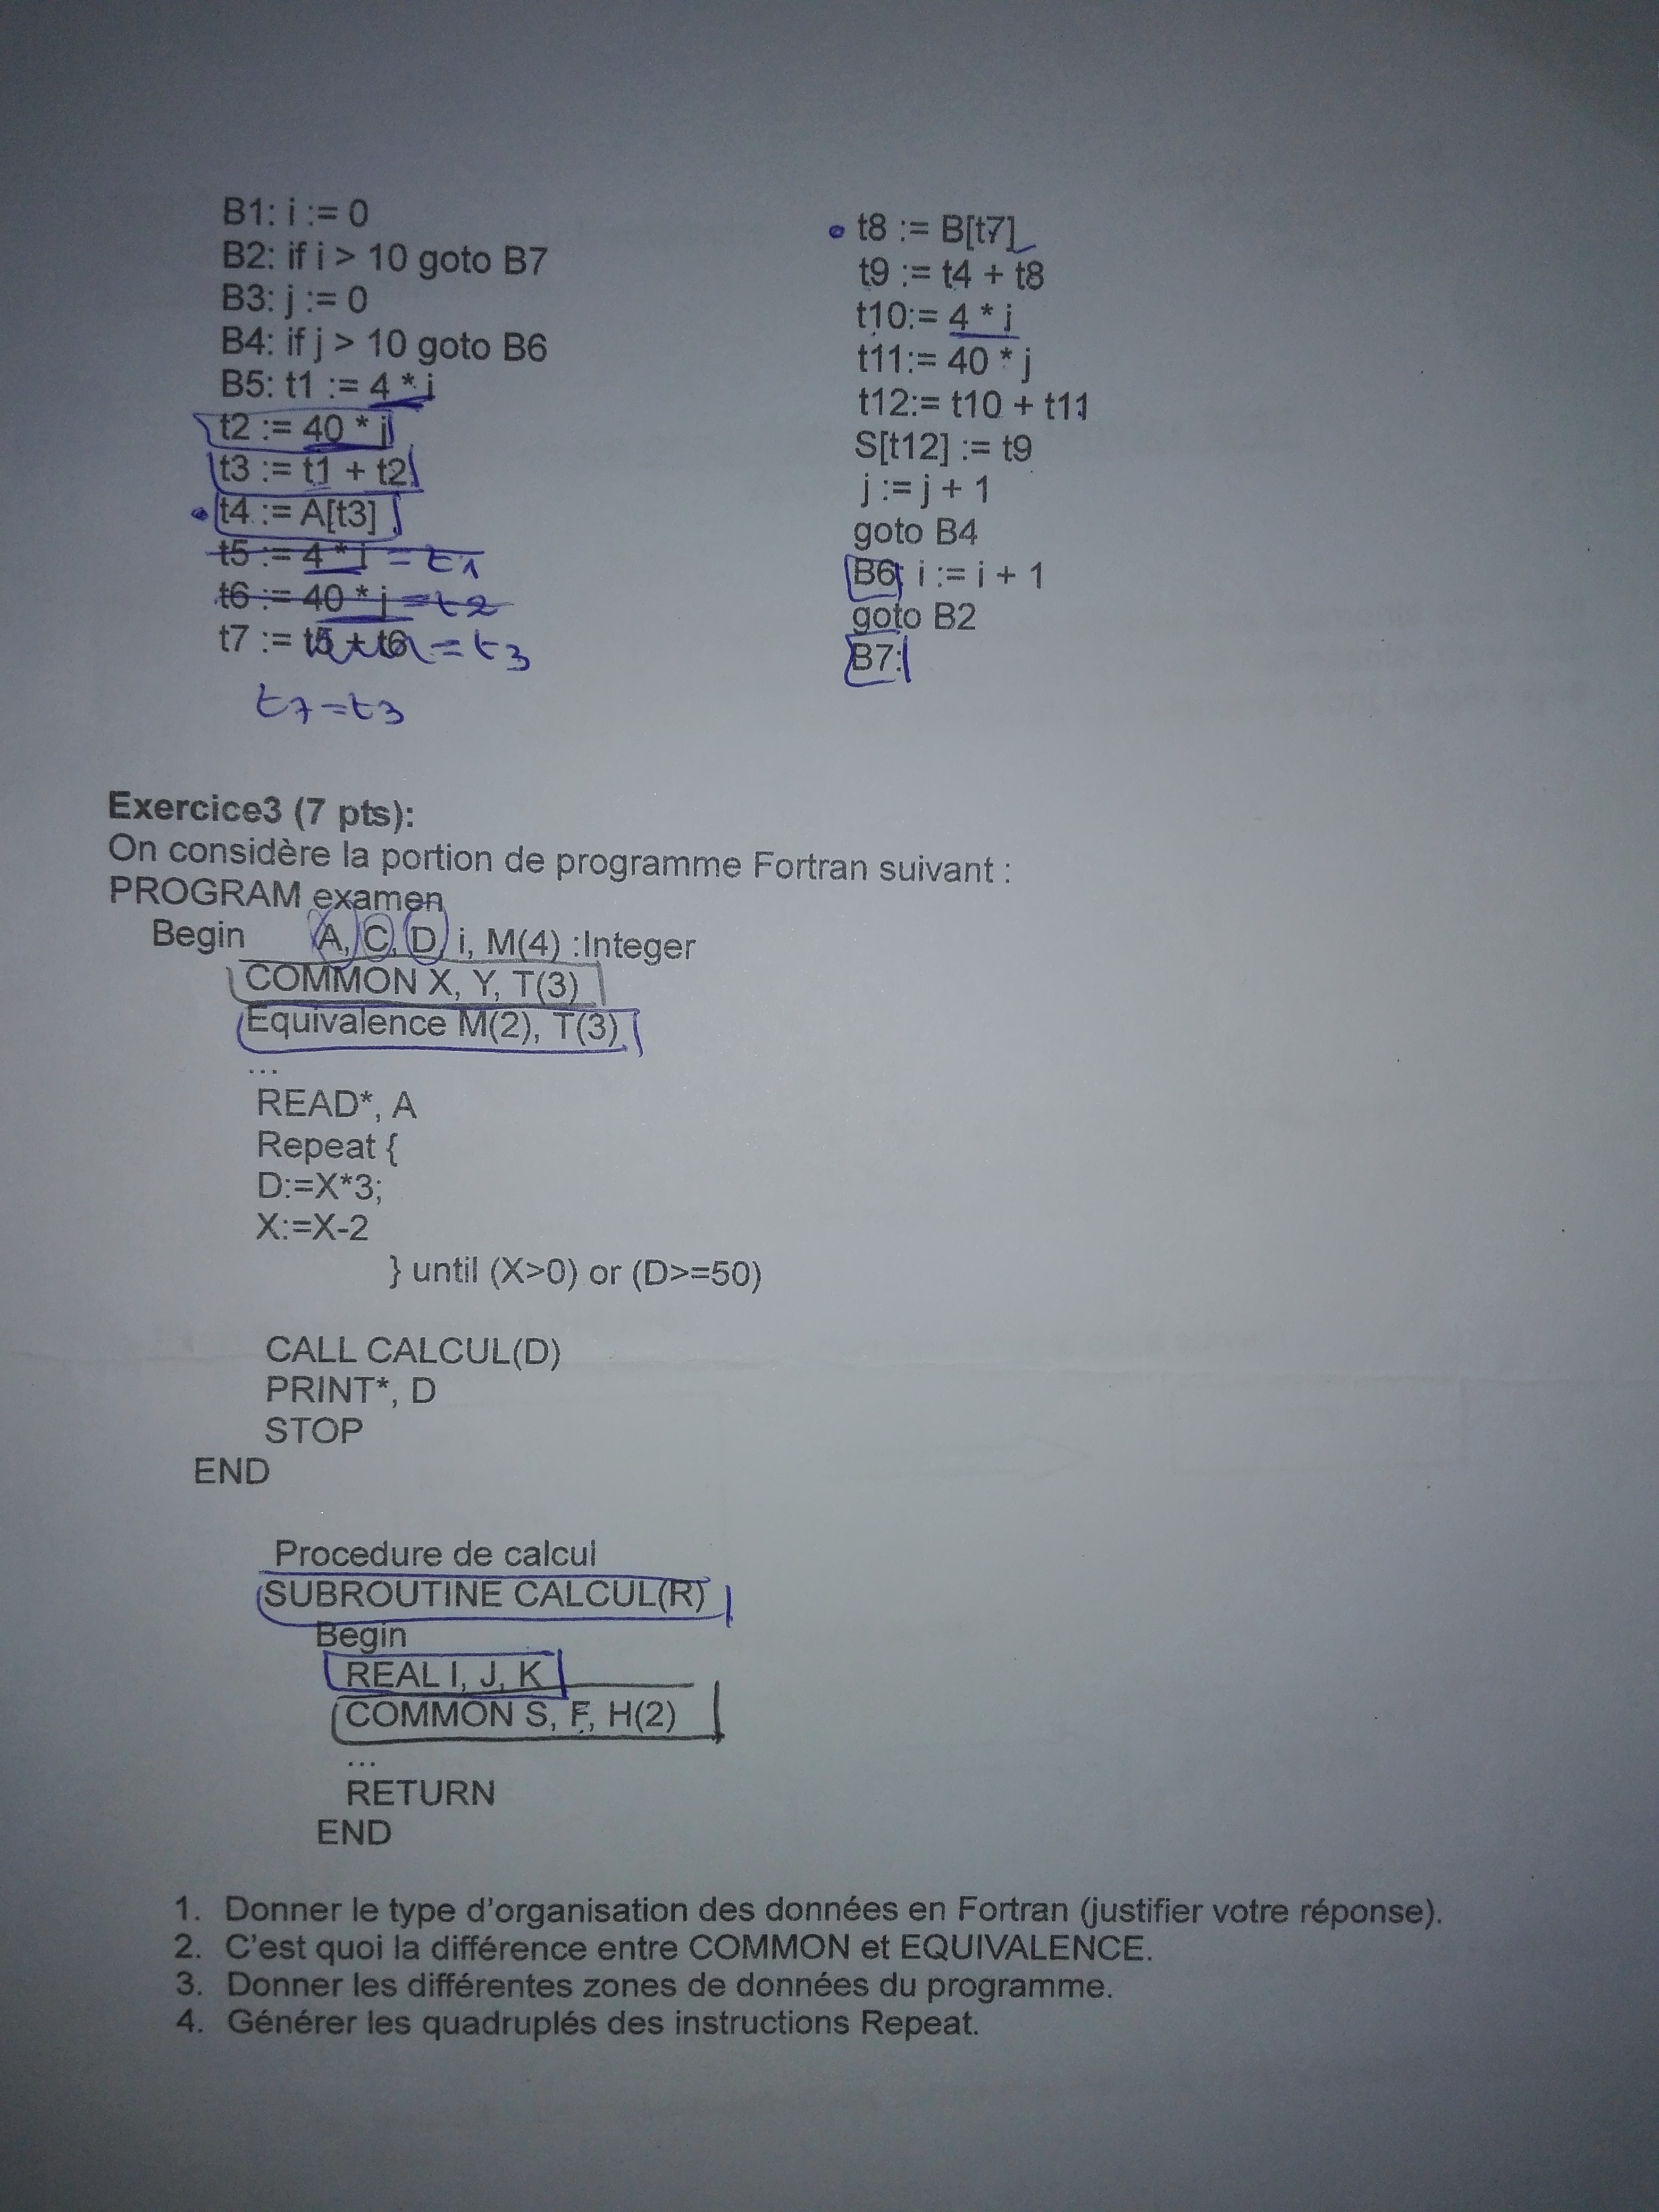 B1: i := 0
B2: if i > 10 goto B7
B3: j := 0
B4: if j > 10 goto B6
B5: t1 := 4 * i
t2 := 40 * j
t3 := t1 + t2
t4 := A[t3]
t5 := 4 * i = t1
t6 := 40 * j = t2
t7 := t5 + t6 = t3
t7 = t3
t8 := B[t7]
t9 := t4 + t8
t10:= 4 * i
t11:= 40 * j
t12:= t10 + t11
S[t12] := t9
j := j + 1
goto B4
B6: i := i + 1
goto B2
B7:
Exercice3 (7 pts):
On considère la portion de programme Fortran suivant :
PROGRAM examen
Begin A, C, D, i, M(4) :Integer
COMMON X, Y, T(3)
Equivalence M(2), T(3)
...
READ*, A
Repeat {
D:=X*3;
X:=X-2
} until (X>0) or (D>=50)
CALL CALCUL(D)
PRINT*, D
STOP
END
Procedure de calcul
SUBROUTINE CALCUL(R)
Begin
REAL I, J, K
COMMON S, F, H(2)
...
RETURN
END
1. Donner le type d'organisation des données en Fortran (justifier votre réponse).
2. C'est quoi la différence entre COMMON et EQUIVALENCE.
3. Donner les différentes zones de données du programme.
4. Générer les quadruplés des instructions Repeat.